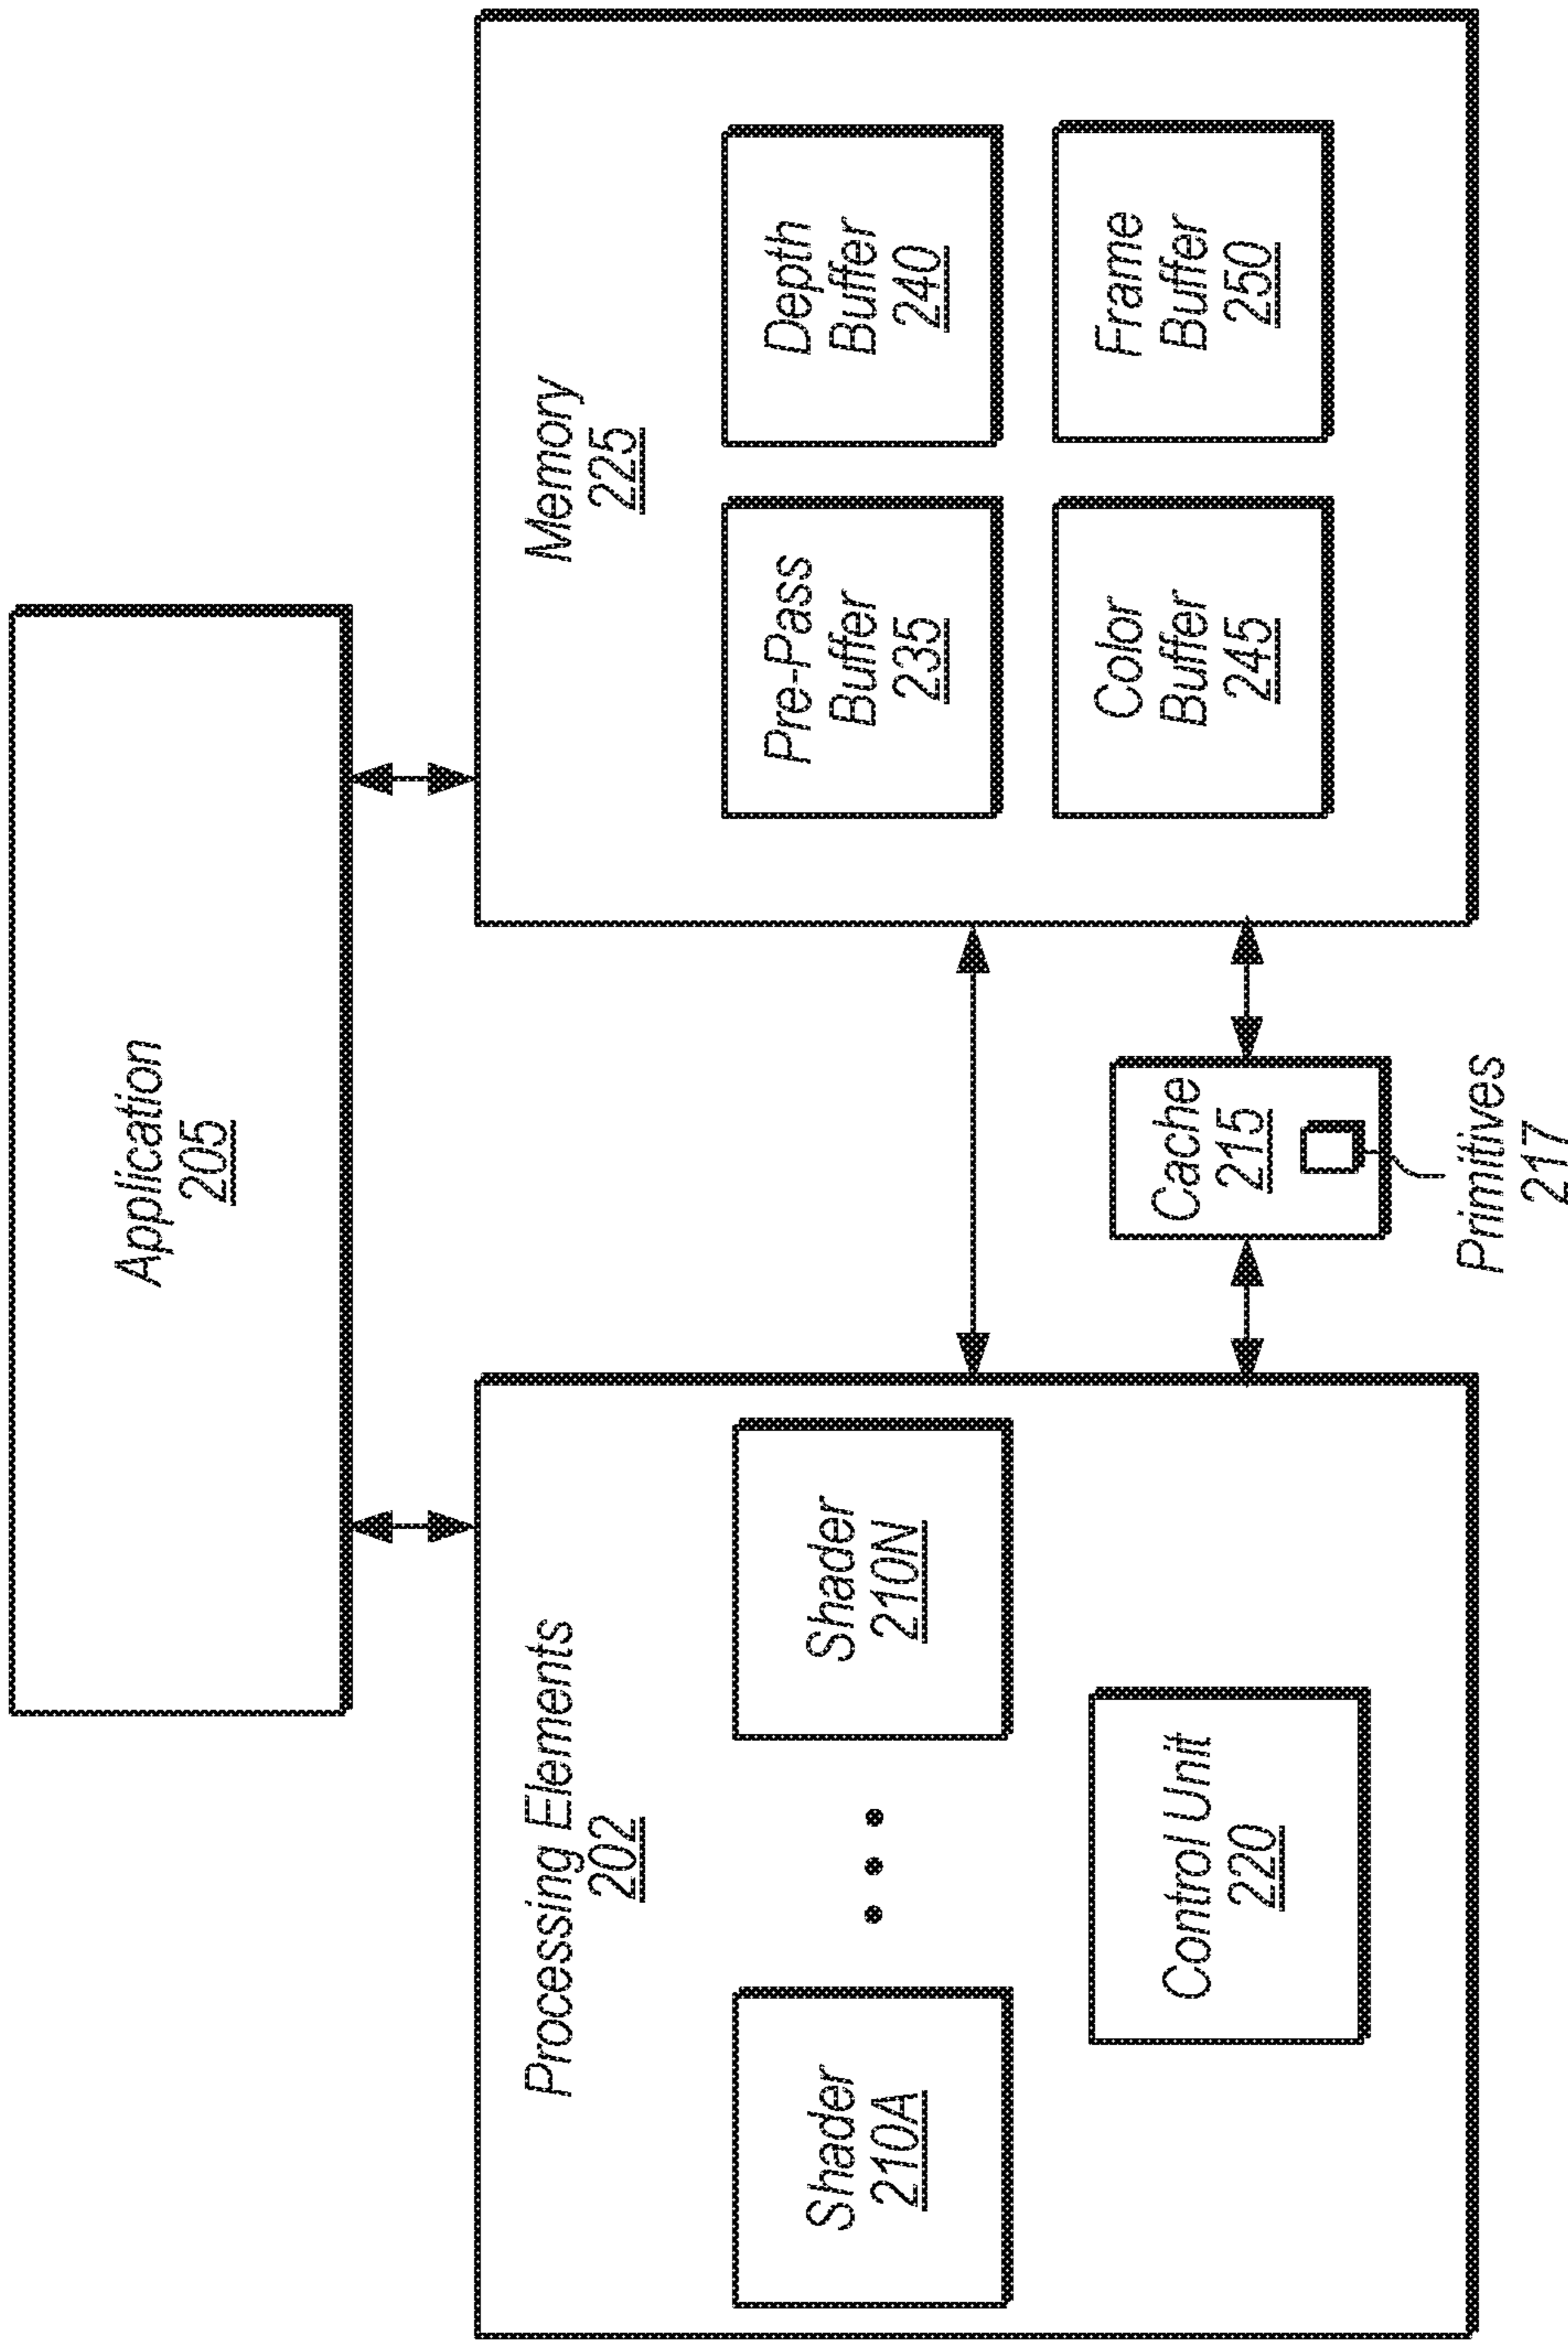 Application
205
Processing Elements
202
Shader
210A
Shader
210N
Control Unit
220
Cache
215
Primitives
217
Memory
225
Pre-Pass
Buffer
235
Depth
Buffer
240
Color
Buffer
245
Frame
Buffer
250